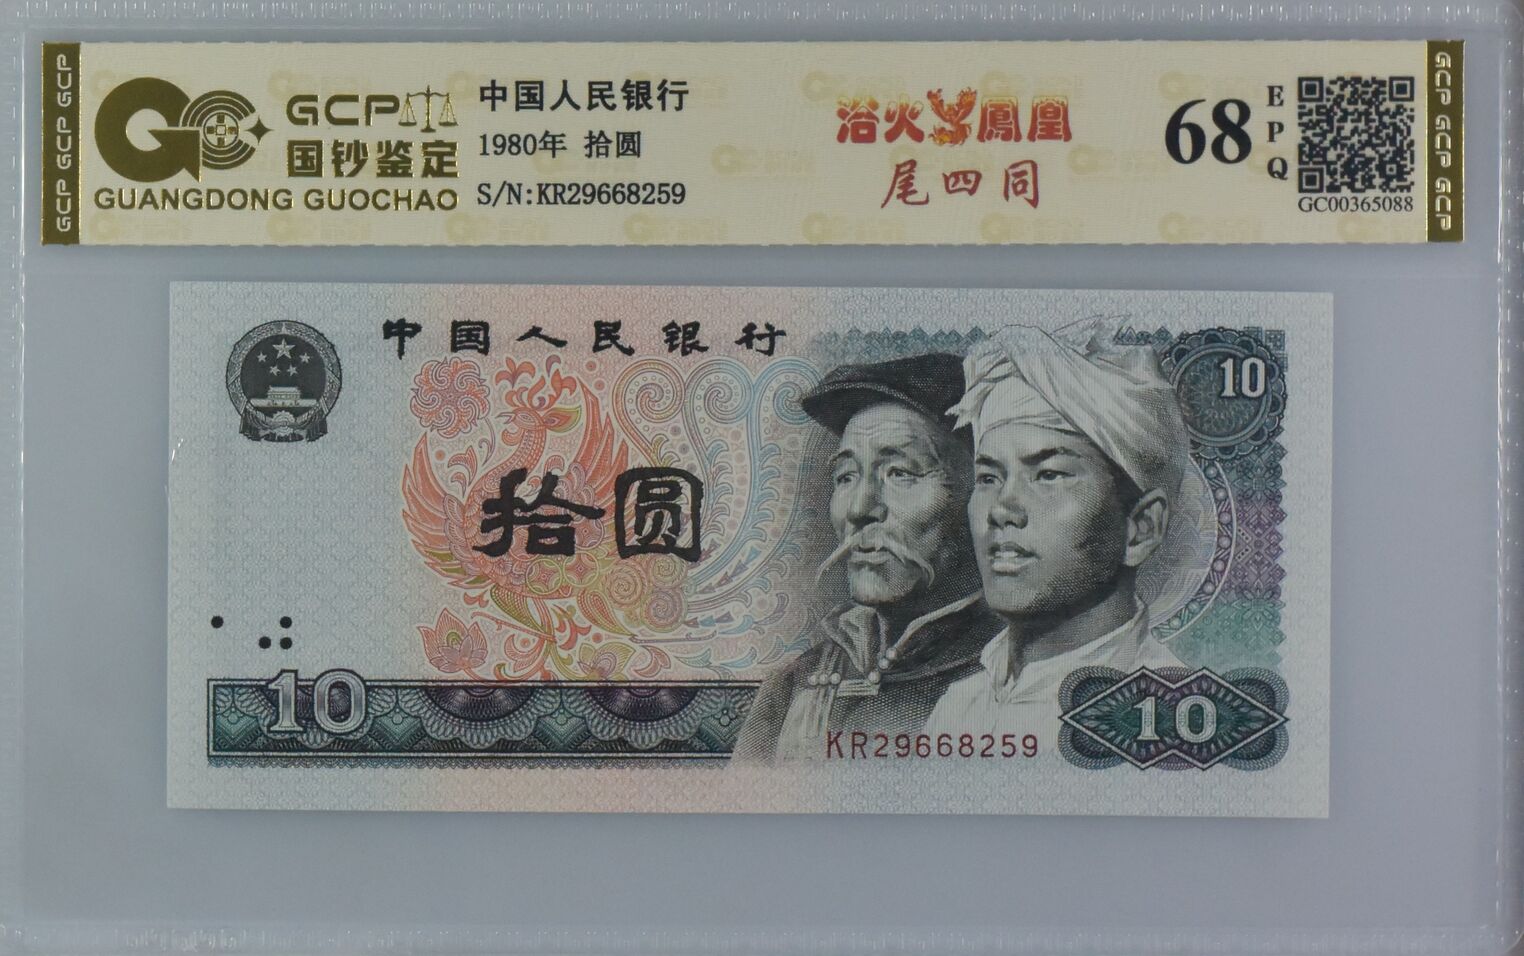 GCP GCP GCP
GCP
国钞鉴定
GUANGDONG GUOCHAO
中国人民银行
1980年 拾圆
S/N:KR29668259
浴火鳳凰
尾四同
68
EPQ
GC00365088
GCP GCP GCP
中国人民银行
10
拾圆
10
10
KR29668259